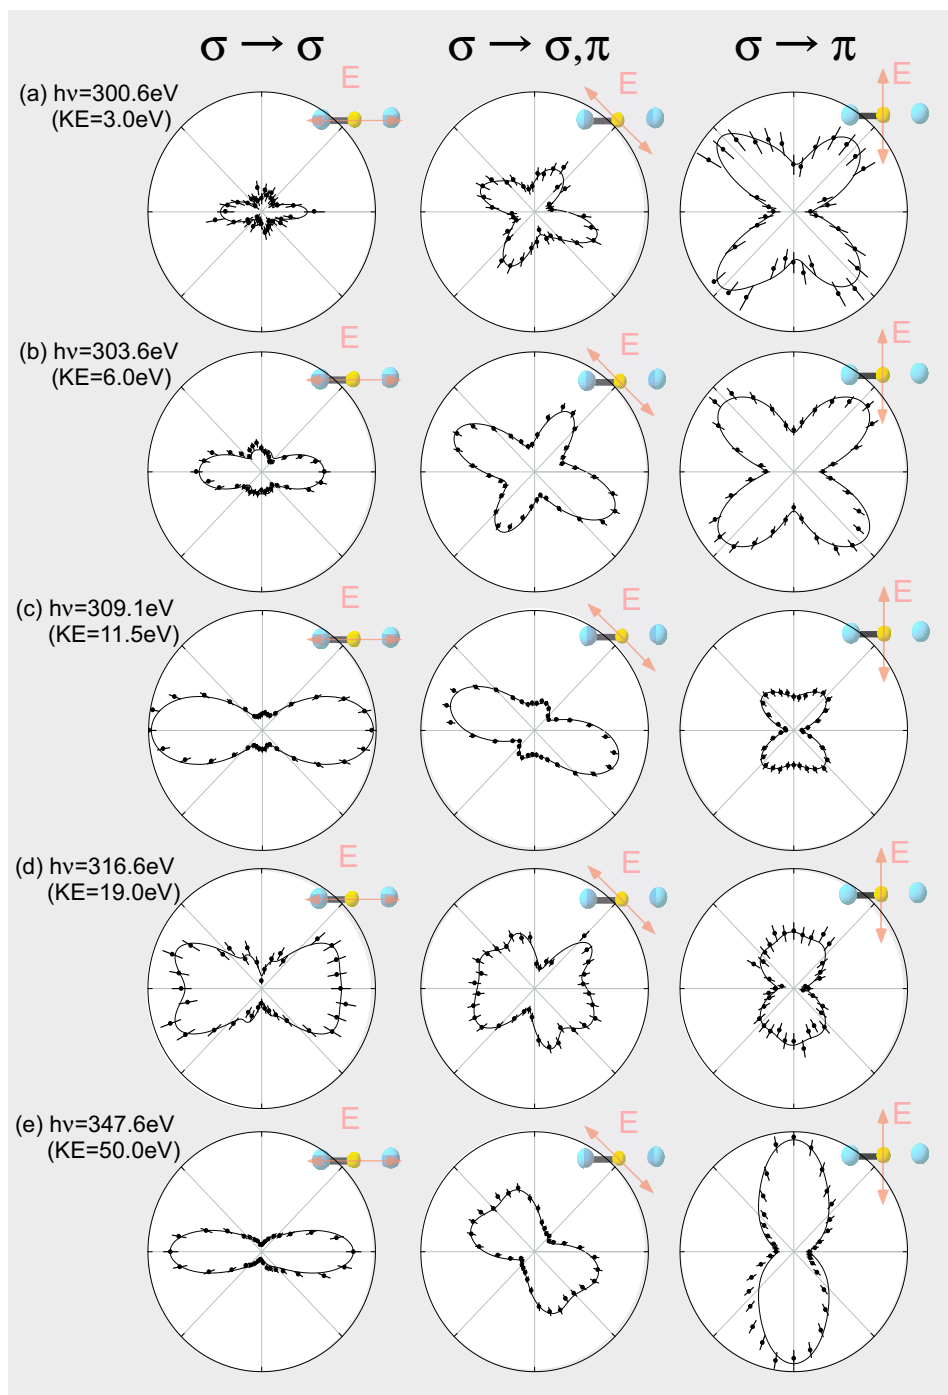 σ → σ
σ → σ,π
σ → π
(a) hν=300.6eV
(KE=3.0eV)
E
E
E
(b) hν=303.6eV
(KE=6.0eV)
E
E
E
(c) hν=309.1eV
(KE=11.5eV)
E
E
E
(d) hν=316.6eV
(KE=19.0eV)
E
E
E
(e) hν=347.6eV
(KE=50.0eV)
E
E
E